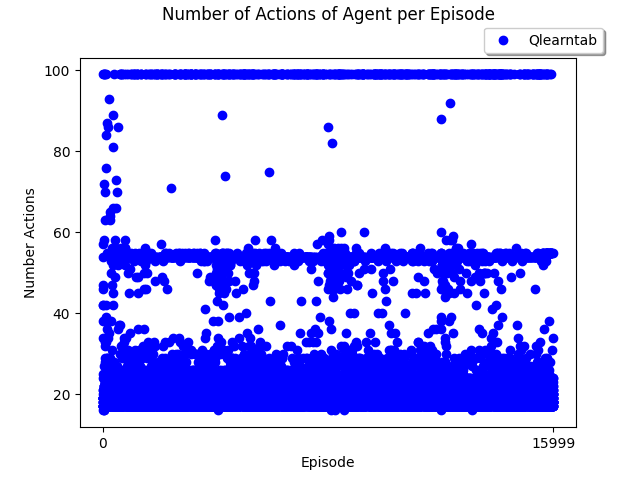 Number of Actions of Agent per Episode
Qlearntab
100
80
60
40
20
Number Actions
0
15999
Episode